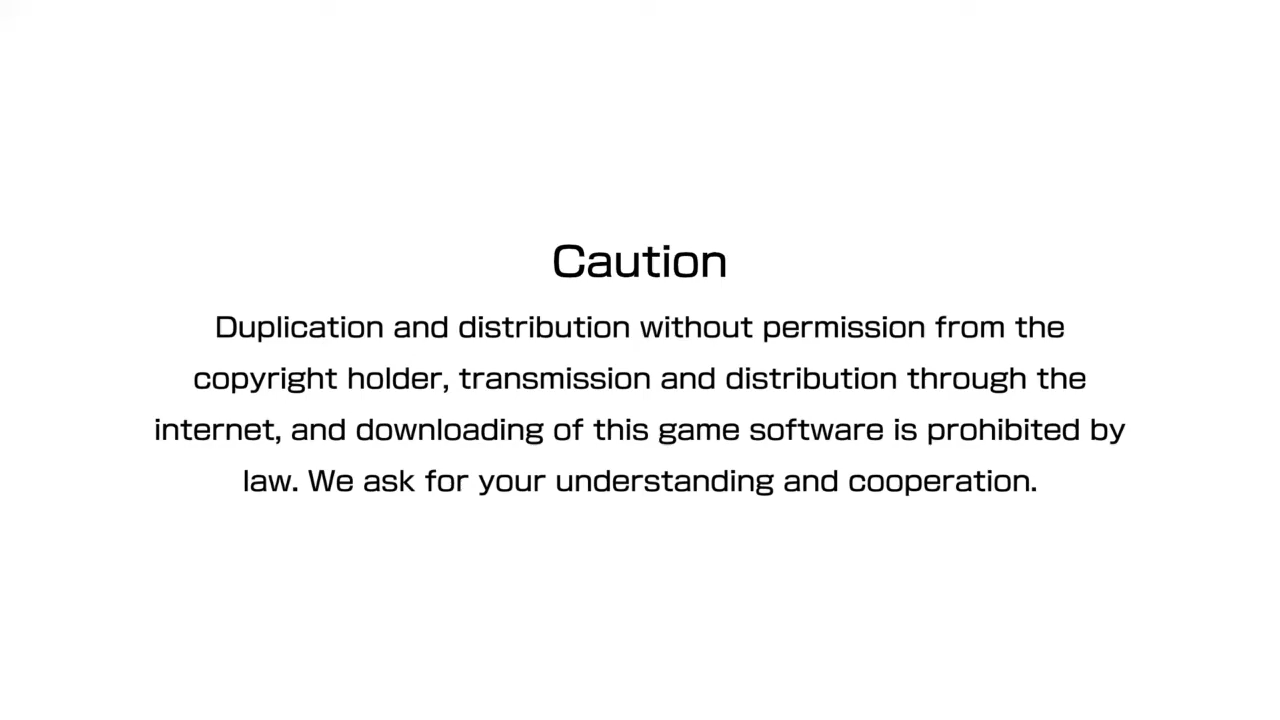 Caution
Duplication and distribution without permission from the
copyright holder, transmission and distribution through the
internet, and downloading of this game software is prohibited by
law. We ask for your understanding and cooperation.